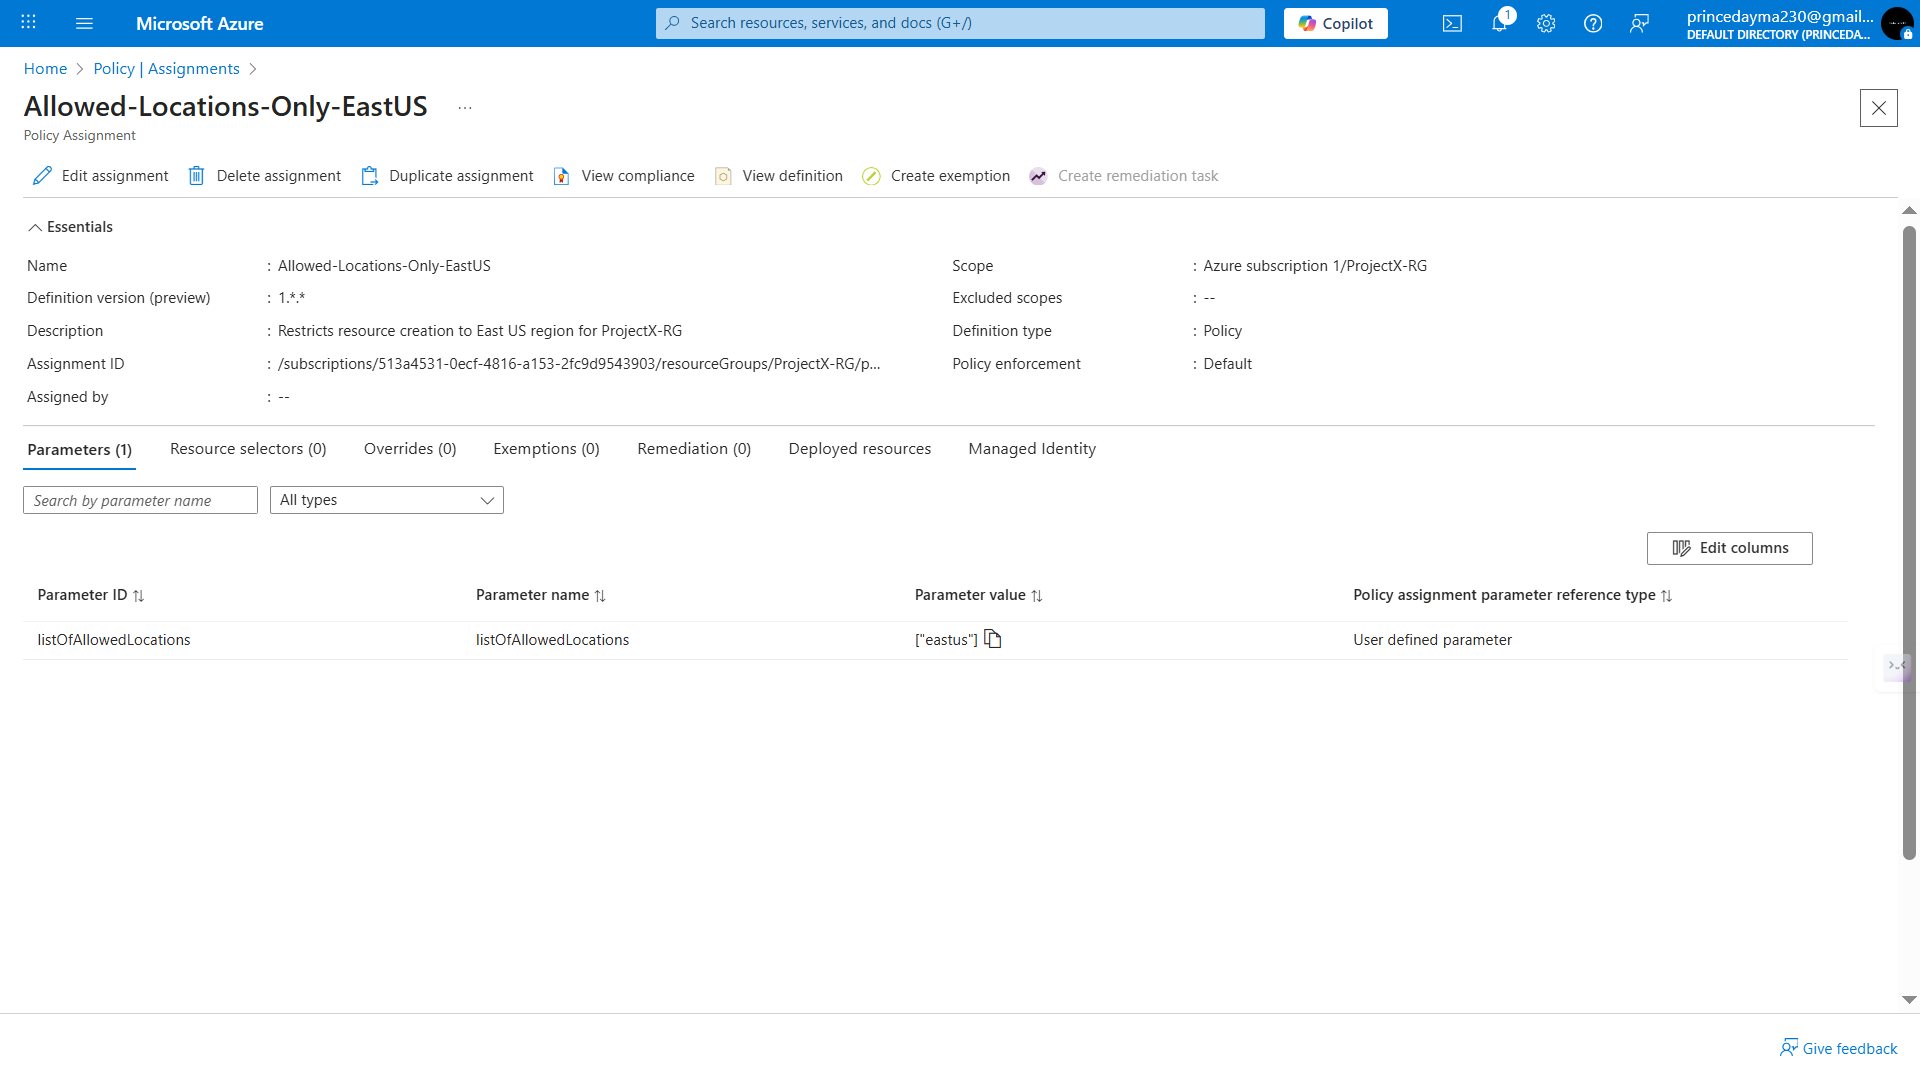 Microsoft Azure
Search resources, services, and docs (G+/)
Copilot
1
princedayma230@gmail...
DEFAULT DIRECTORY (PRINCEDA...
Home
Policy | Assignments
Allowed-Locations-Only-EastUS
...
Policy Assignment
Edit assignment
Delete assignment
Duplicate assignment
View compliance
View definition
Create exemption
Create remediation task
Essentials
Name : Allowed-Locations-Only-EastUS
Scope : Azure subscription 1/ProjectX-RG
Definition version (preview) : 1.*.*
Excluded scopes : --
Description : Restricts resource creation to East US region for ProjectX-RG
Definition type : Policy
Assignment ID : /subscriptions/513a4531-0ecf-4816-a153-2fc9d9543903/resourceGroups/ProjectX-RG/p...
Policy enforcement : Default
Assigned by : --
Parameters (1)
Resource selectors (0)
Overrides (0)
Exemptions (0)
Remediation (0)
Deployed resources
Managed Identity
Search by parameter name
All types
Edit columns
Parameter ID
Parameter name
Parameter value
Policy assignment parameter reference type
listOfAllowedLocations
listOfAllowedLocations
["eastus"]
User defined parameter
Give feedback